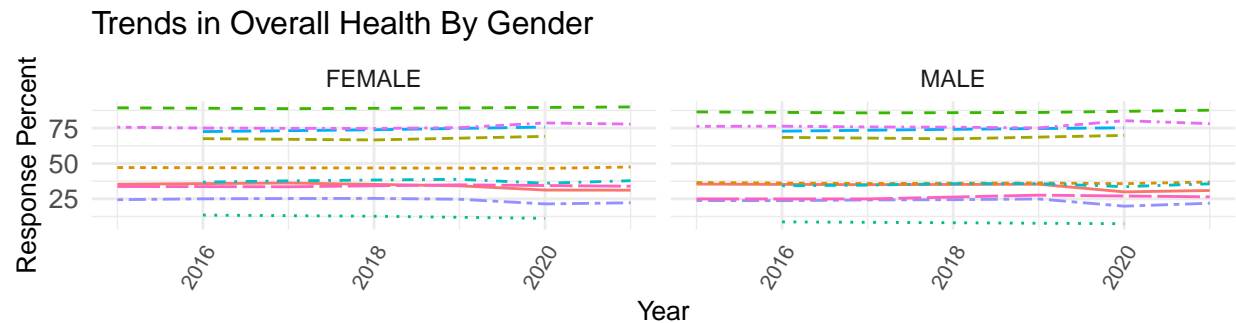 Trends in Overall Health By Gender
FEMALE
MALE
Response Percent
75
50
25
2016
2018
2020
2016
2018
2020
Year